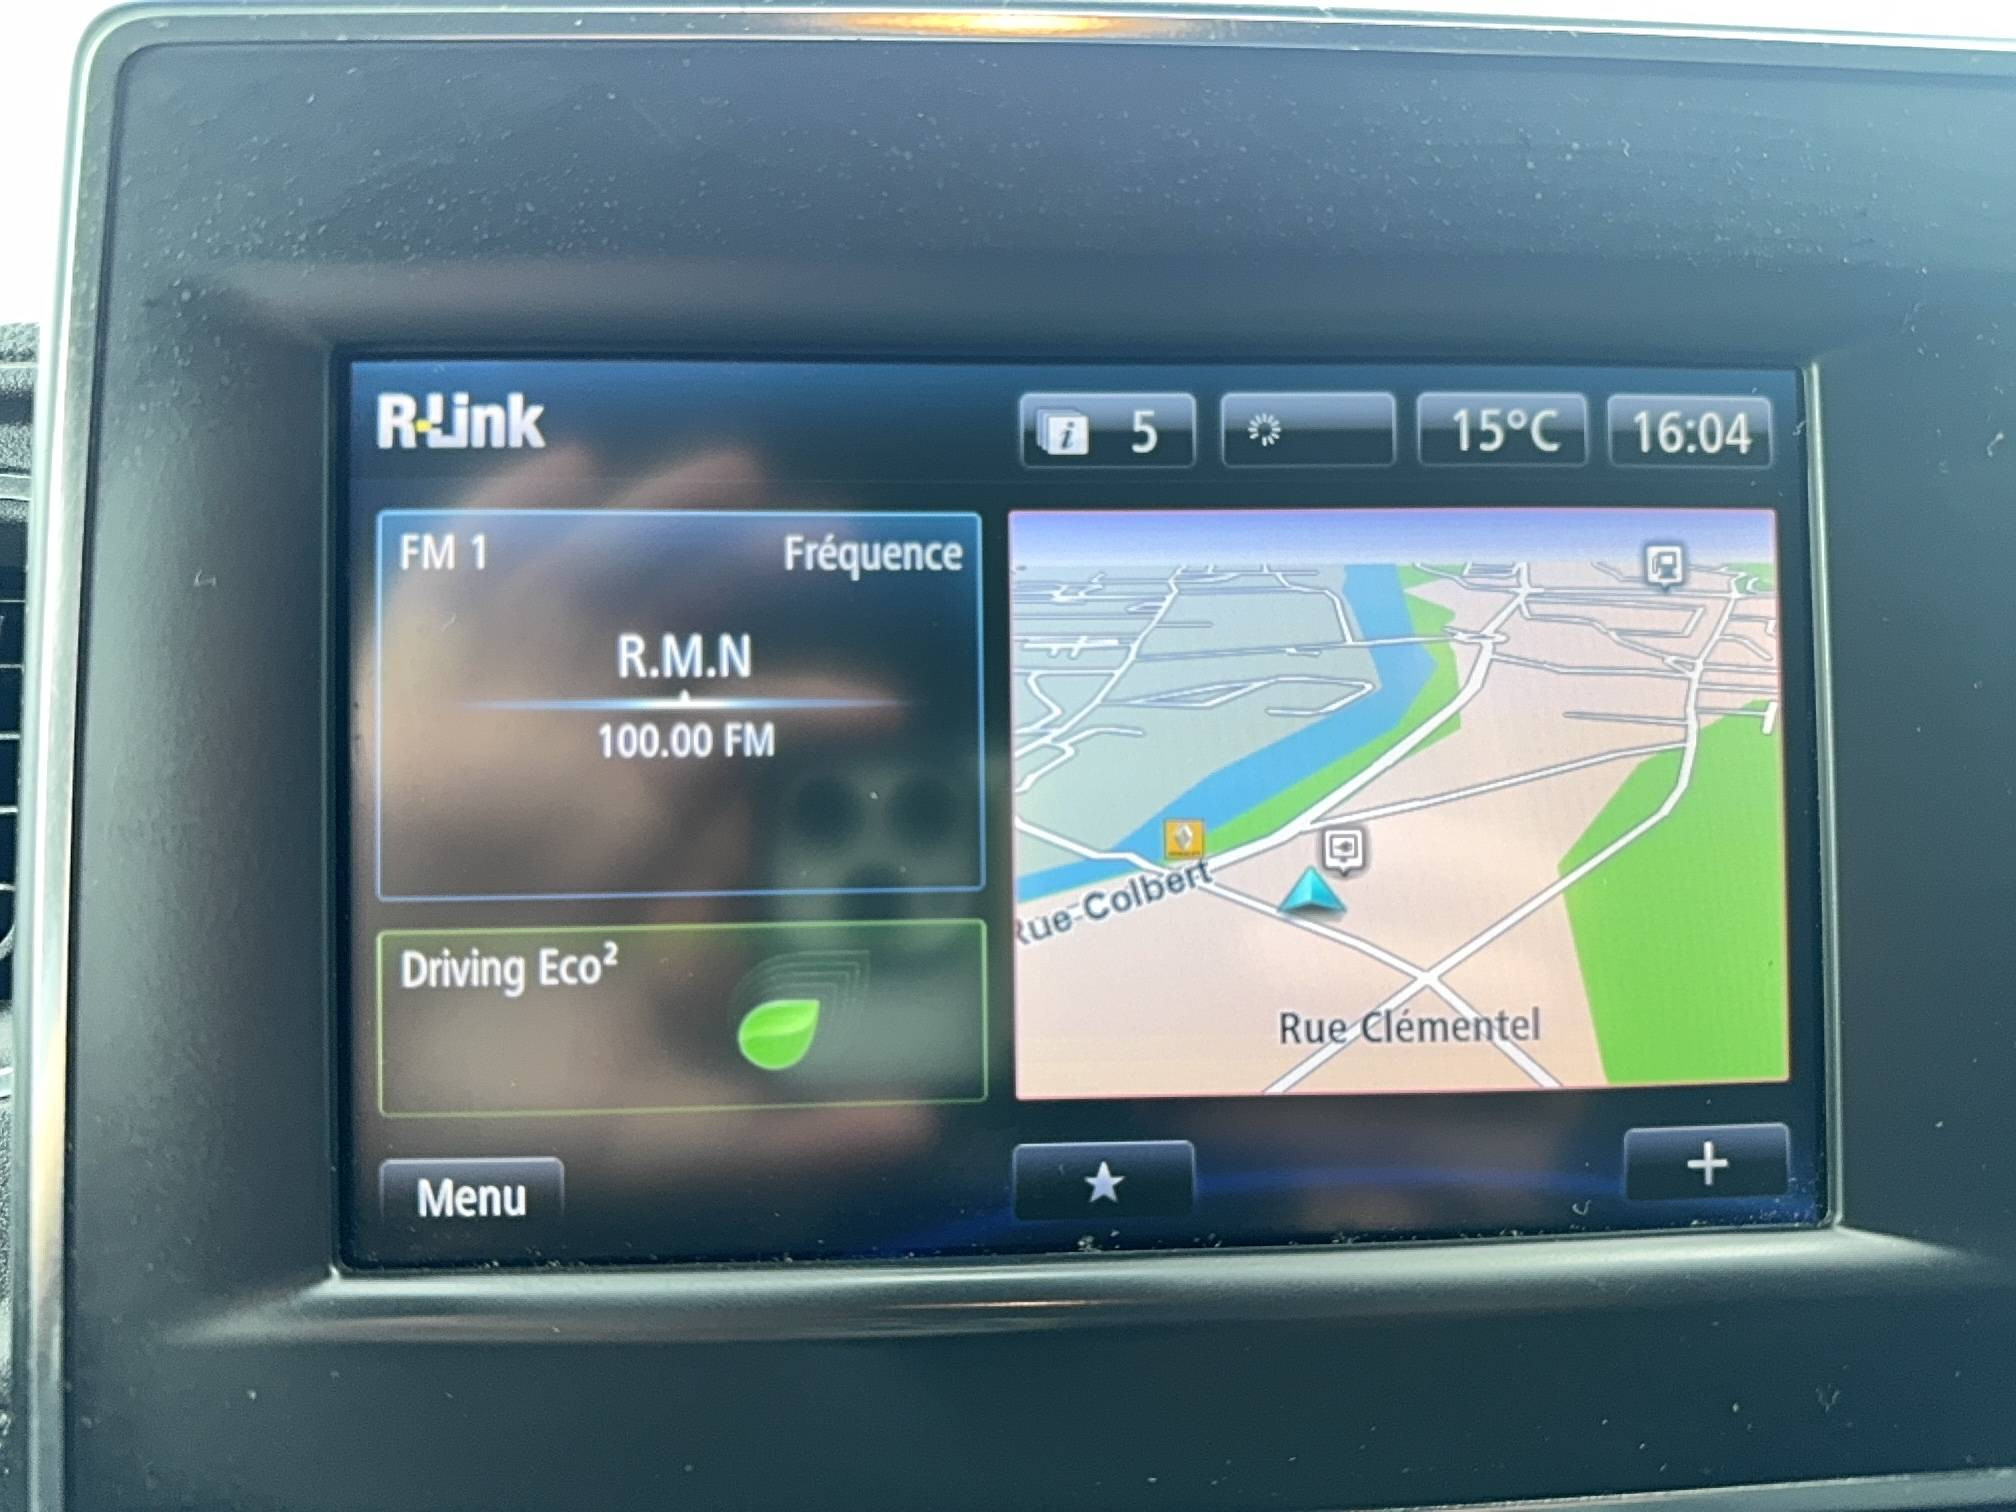 R-Link
5
15°C
16:04
FM 1
Fréquence
R.M.N
100.00 FM
Driving Eco²
Rue Colbert
Rue Clémentel
Menu